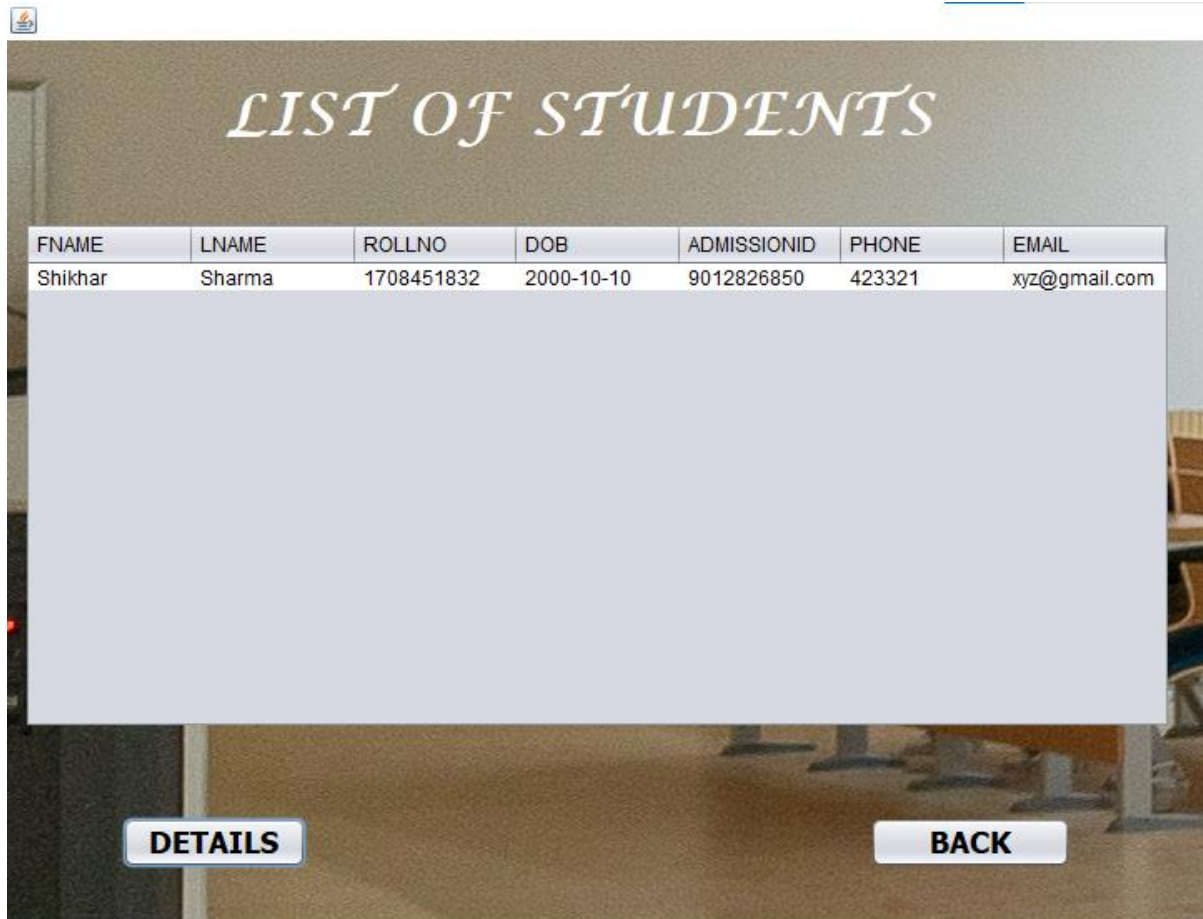 LIST OF STUDENTS
FNAME LNAME ROLLNO DOB ADMISSIONID PHONE EMAIL
Shikhar Sharma 1708451832 2000-10-10 9012826850 423321 xyz@gmail.com
DETAILS BACK